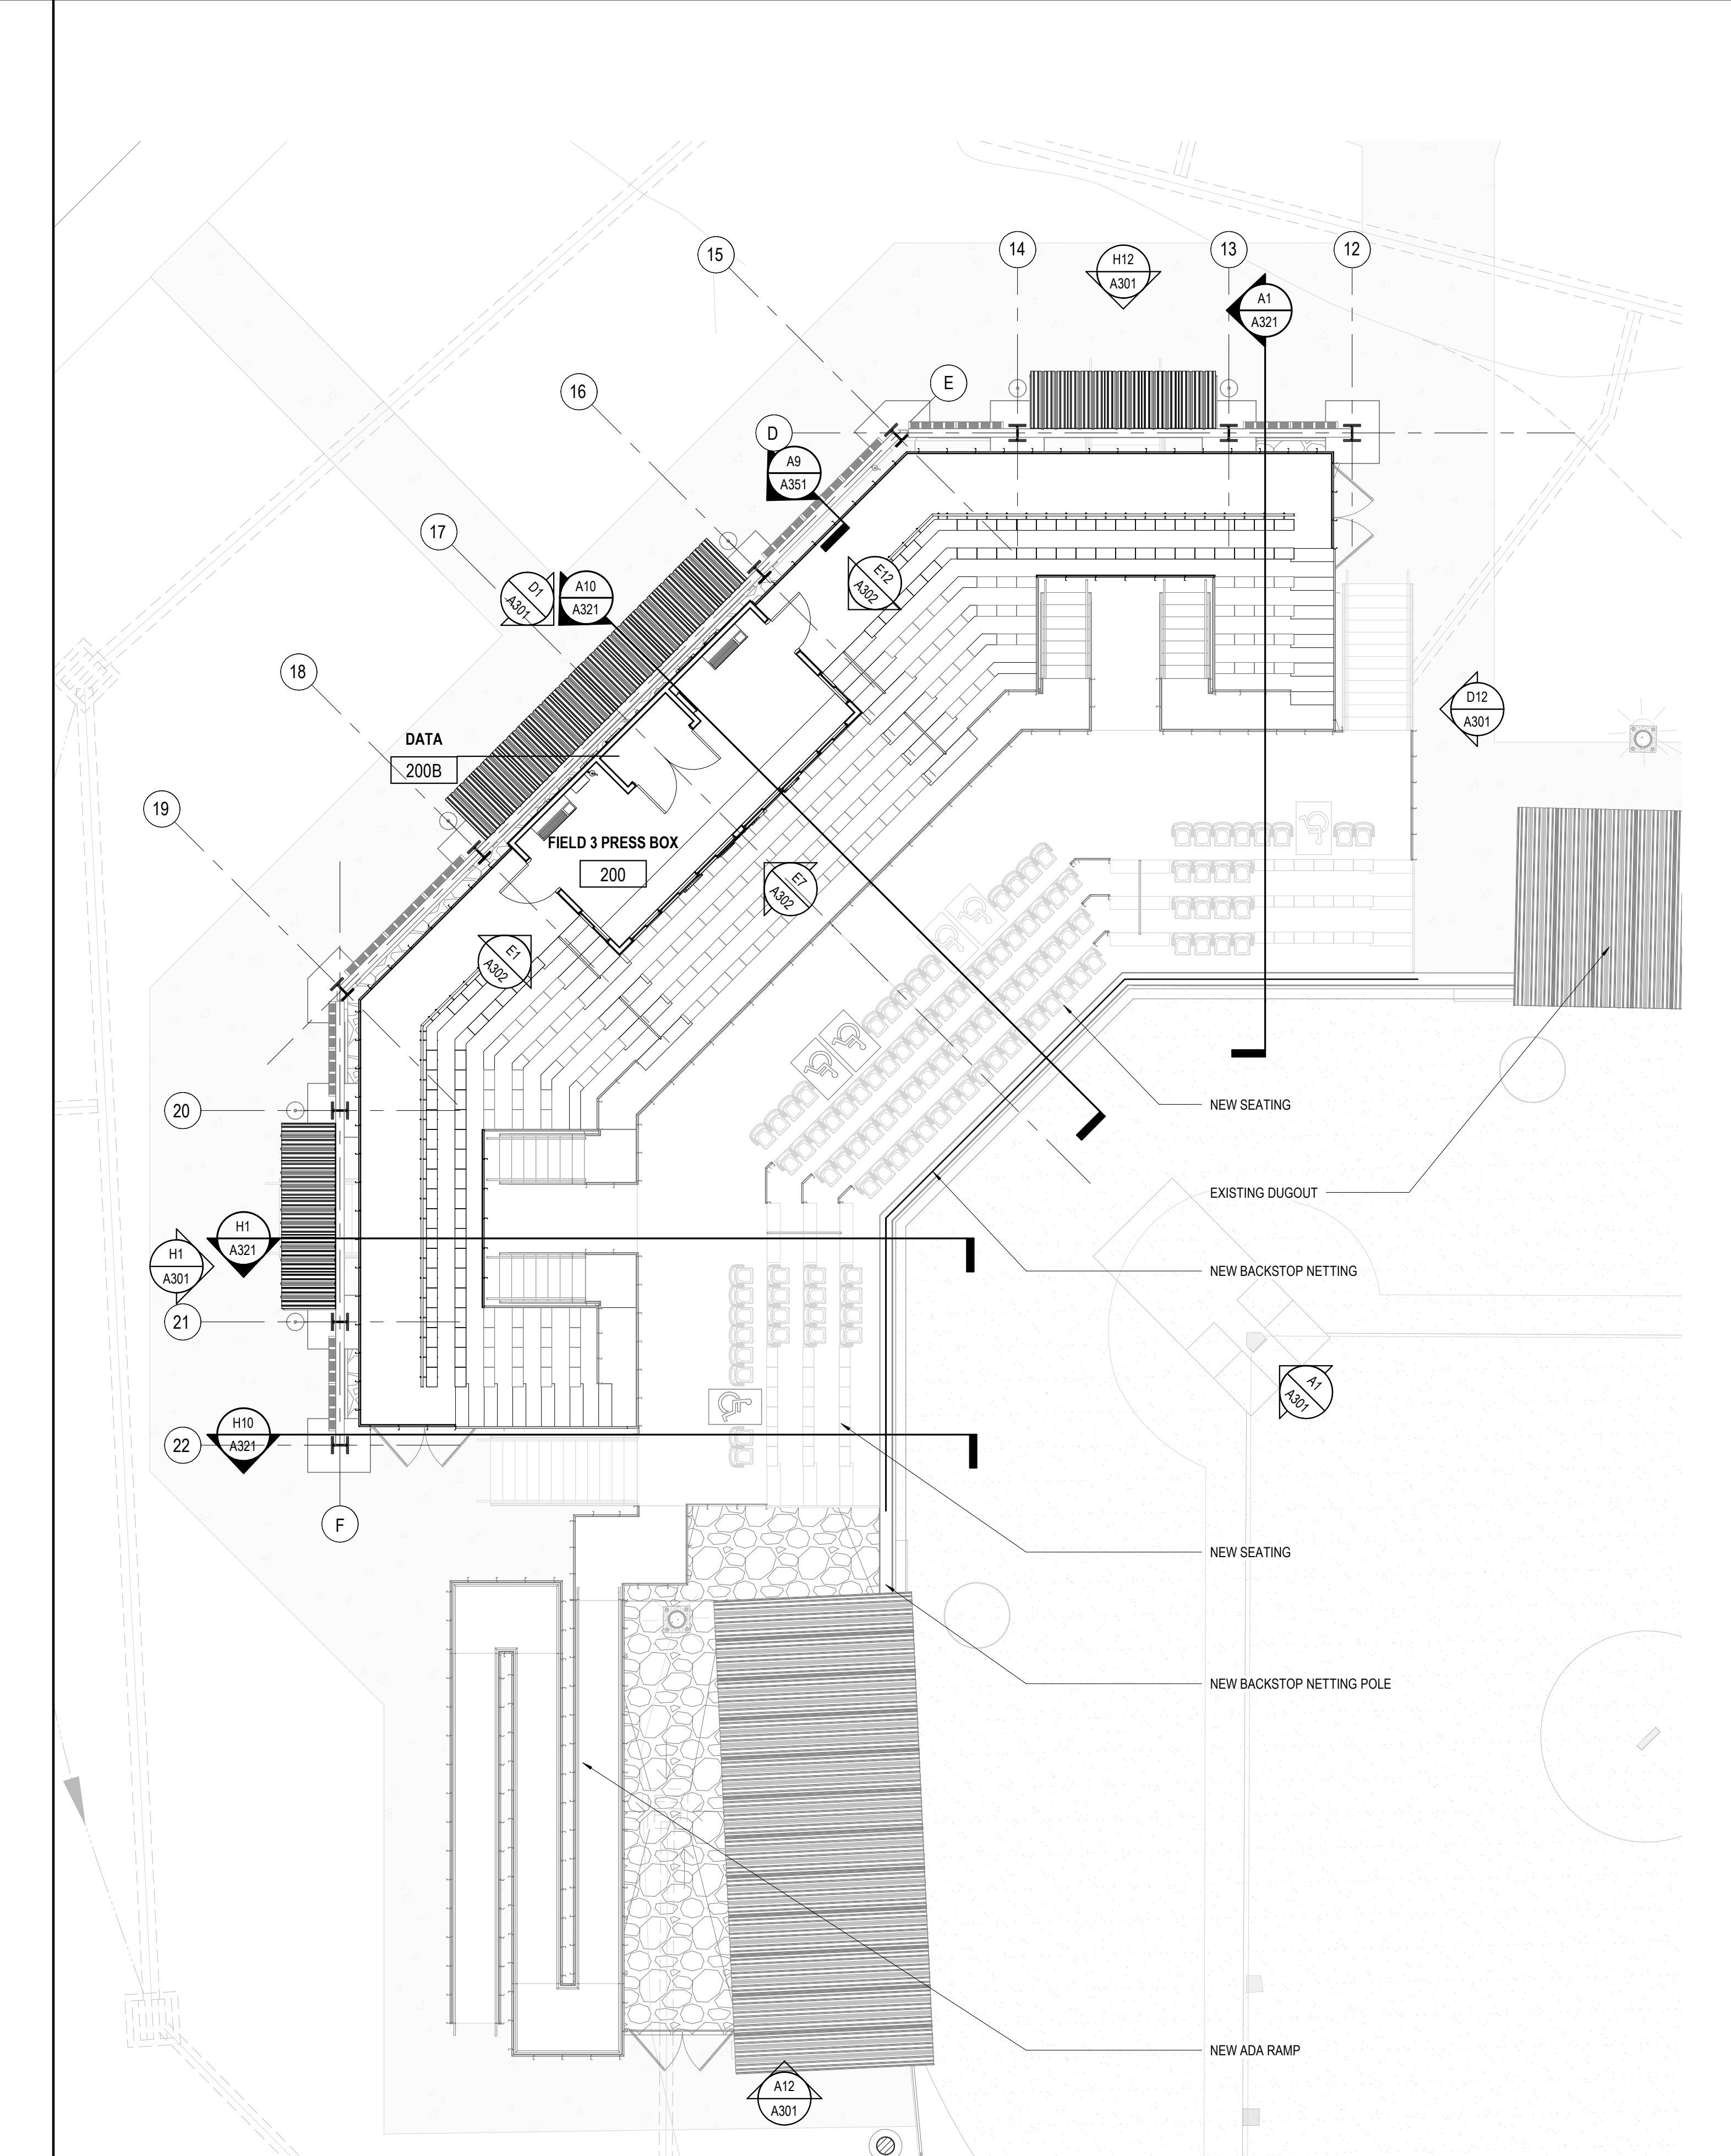 15
14
H12
A301
13
12
A1
A321
16
E
D
A9
A351
17
D1
A301
A10
A321
E12
A302
18
D12
A301
DATA
200B
19
FIELD 3 PRESS BOX
200
E7
A302
E1
A302
20
NEW SEATING
EXISTING DUGOUT
H1
A321
H1
A301
NEW BACKSTOP NETTING
21
A1
A301
H10
A321
22
F
NEW SEATING
NEW BACKSTOP NETTING POLE
NEW ADA RAMP
A12
A301